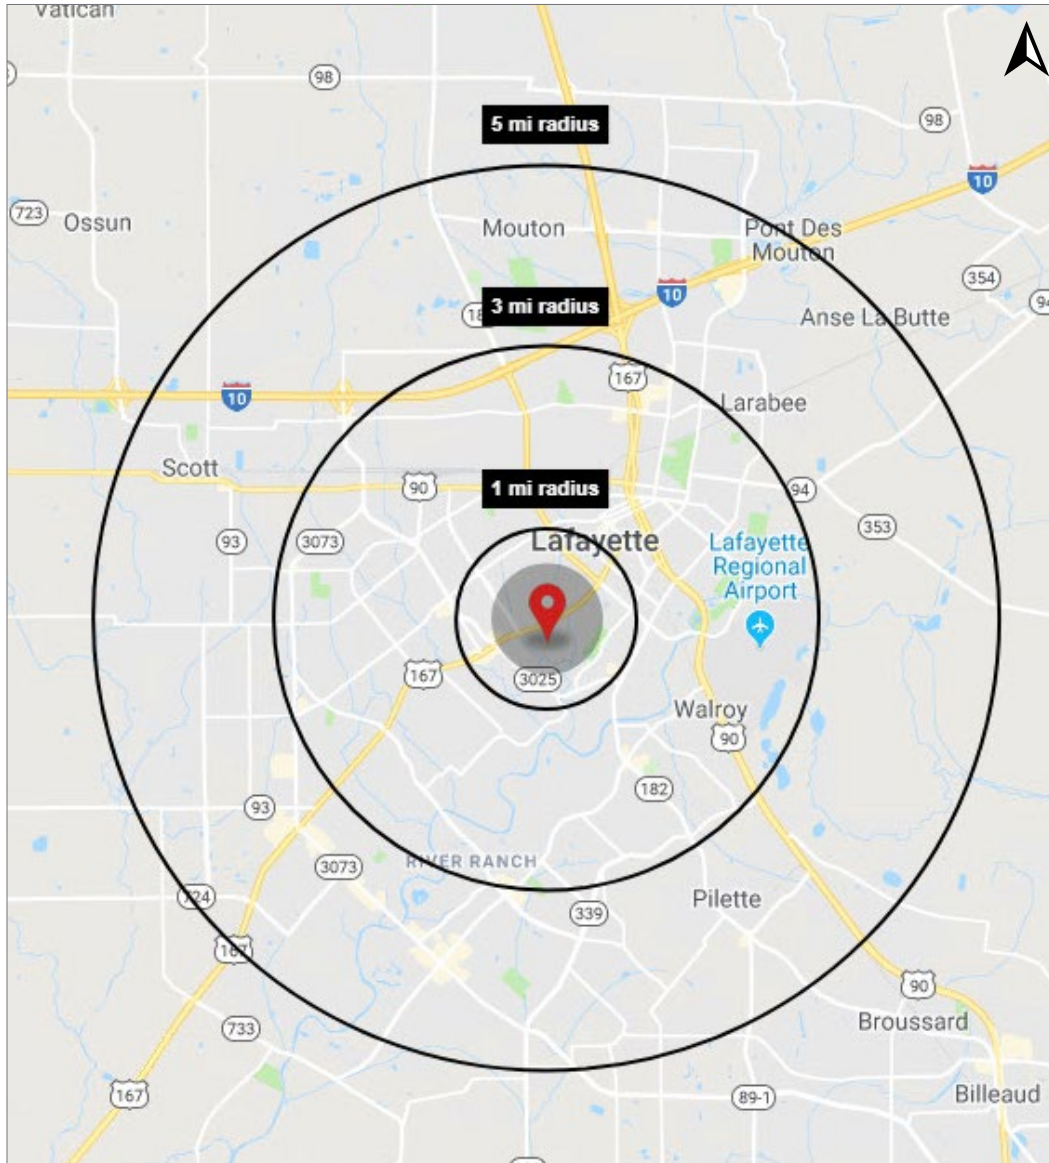 Vatican
98
5 mi radius
98
10
723
Ossun
Mouton
Pont Des
Mouton
354
10
94
3 mi radius
18
Anse La Butte
167
10
Larabee
Scott
90
1 mi radius
94
353
93
3073
Lafayette
Lafayette
Regional
Airport
167
3025
Walroy
90
182
93
3073
RIVER RANCH
724
Pilette
339
167
90
733
Broussard
167
89-1
Billeaud